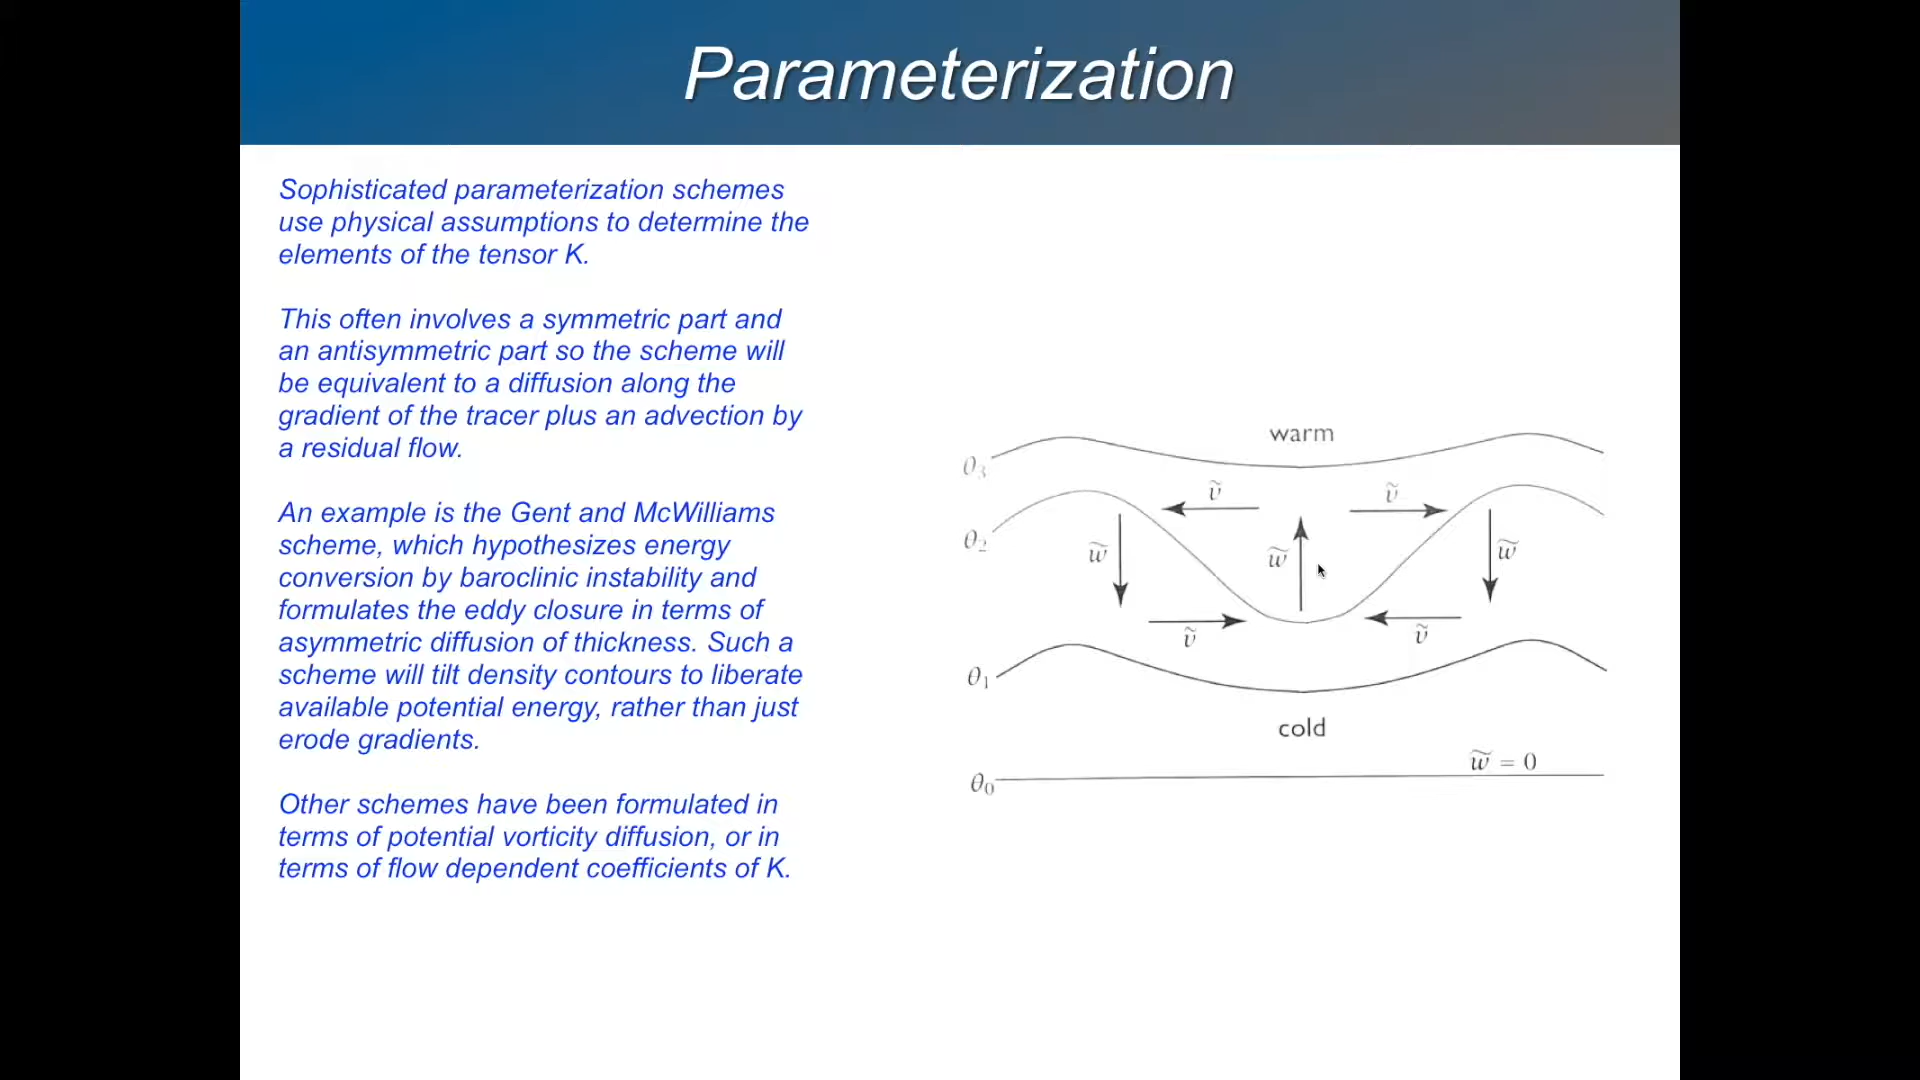 Parameterization
Sophisticated parameterization schemes
use physical assumptions to determine the
elements of the tensor K.
This often involves a symmetric part and
an antisymmetric part so the scheme will
be equivalent to a diffusion along the
gradient of the tracer plus an advection by
a residual flow.
An example is the Gent and McWilliams
scheme, which hypothesizes energy
conversion by baroclinic instability and
formulates the eddy closure in terms of
asymmetric diffusion of thickness. Such a
scheme will tilt density contours to liberate
available potential energy, rather than just
erode gradients.
Other schemes have been formulated in
terms of potential vorticity diffusion, or in
terms of flow dependent coefficients of K.
warm
θ₃
ṽ ṽ
θ₂
w̃ w̃ w̃
ṽ ṽ
θ₁
cold
w̃ = 0
θ₀